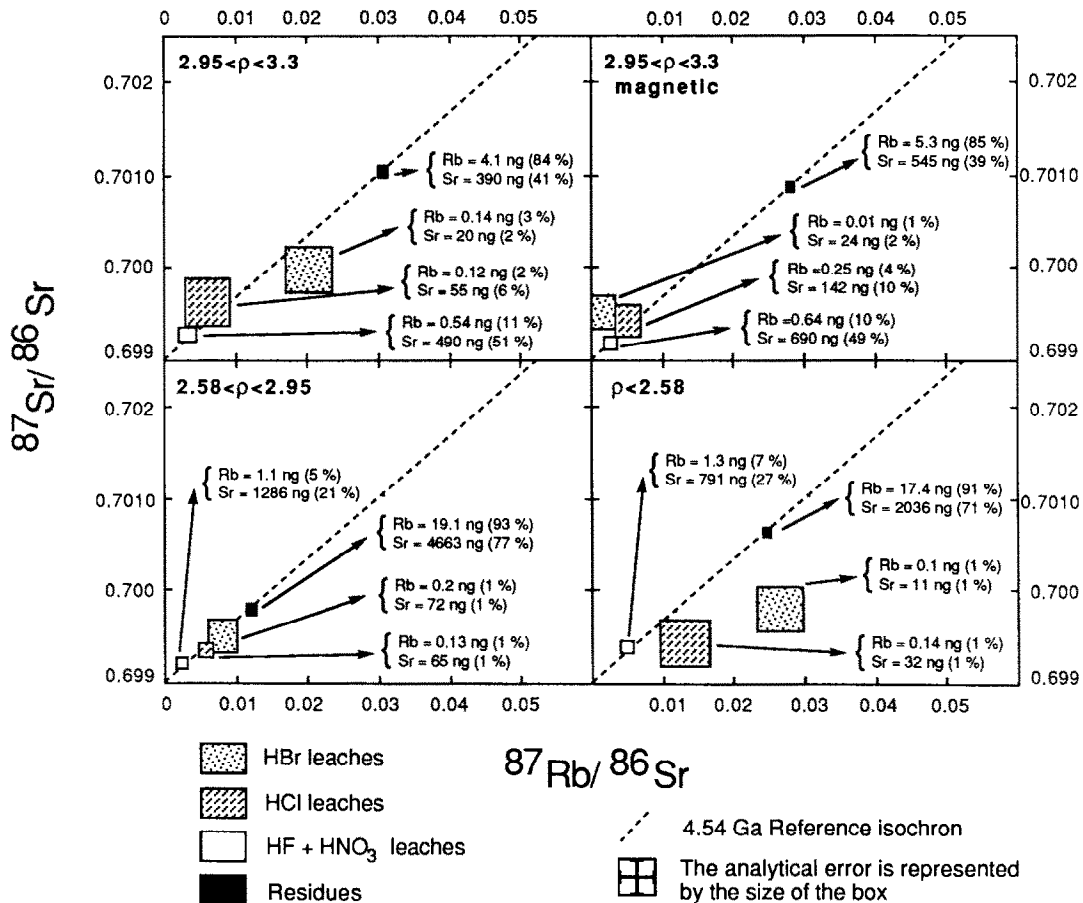 0 0.01 0.02 0.03 0.04 0.05 0 0.01 0.02 0.03 0.04 0.05
2.95<ρ<3.3
0.702
0.7010
0.700
0.699
Rb = 4.1 ng (84 %)
Sr = 390 ng (41 %)
Rb = 0.14 ng (3 %)
Sr = 20 ng (2 %)
Rb = 0.12 ng (2 %)
Sr = 55 ng (6 %)
Rb = 0.54 ng (11 %)
Sr = 490 ng (51 %)
2.95<ρ<3.3
magnetic
0.702
0.7010
0.700
0.699
Rb = 5.3 ng (85 %)
Sr = 545 ng (39 %)
Rb = 0.01 ng (1 %)
Sr = 24 ng (2 %)
Rb =0.25 ng (4 %)
Sr = 142 ng (10 %)
Rb =0.64 ng (10 %)
Sr = 690 ng (49 %)
87Sr/ 86Sr
2.58<ρ<2.95
0.702
0.7010
0.700
0.699
Rb = 1.1 ng (5 %)
Sr = 1286 ng (21 %)
Rb = 19.1 ng (93 %)
Sr = 4663 ng (77 %)
Rb = 0.2 ng (1 %)
Sr = 72 ng (1 %)
Rb = 0.13 ng (1 %)
Sr = 65 ng (1 %)
ρ<2.58
0.702
0.7010
0.700
0.699
Rb = 1.3 ng (7 %)
Sr = 791 ng (27 %)
Rb = 17.4 ng (91 %)
Sr = 2036 ng (71 %)
Rb = 0.1 ng (1 %)
Sr = 11 ng (1 %)
Rb = 0.14 ng (1 %)
Sr = 32 ng (1 %)
0 0.01 0.02 0.03 0.04 0.05 0.01 0.02 0.03 0.04 0.05
87Rb/ 86Sr
HBr leaches
HCl leaches
HF + HNO3 leaches
Residues
4.54 Ga Reference isochron
The analytical error is represented
by the size of the box